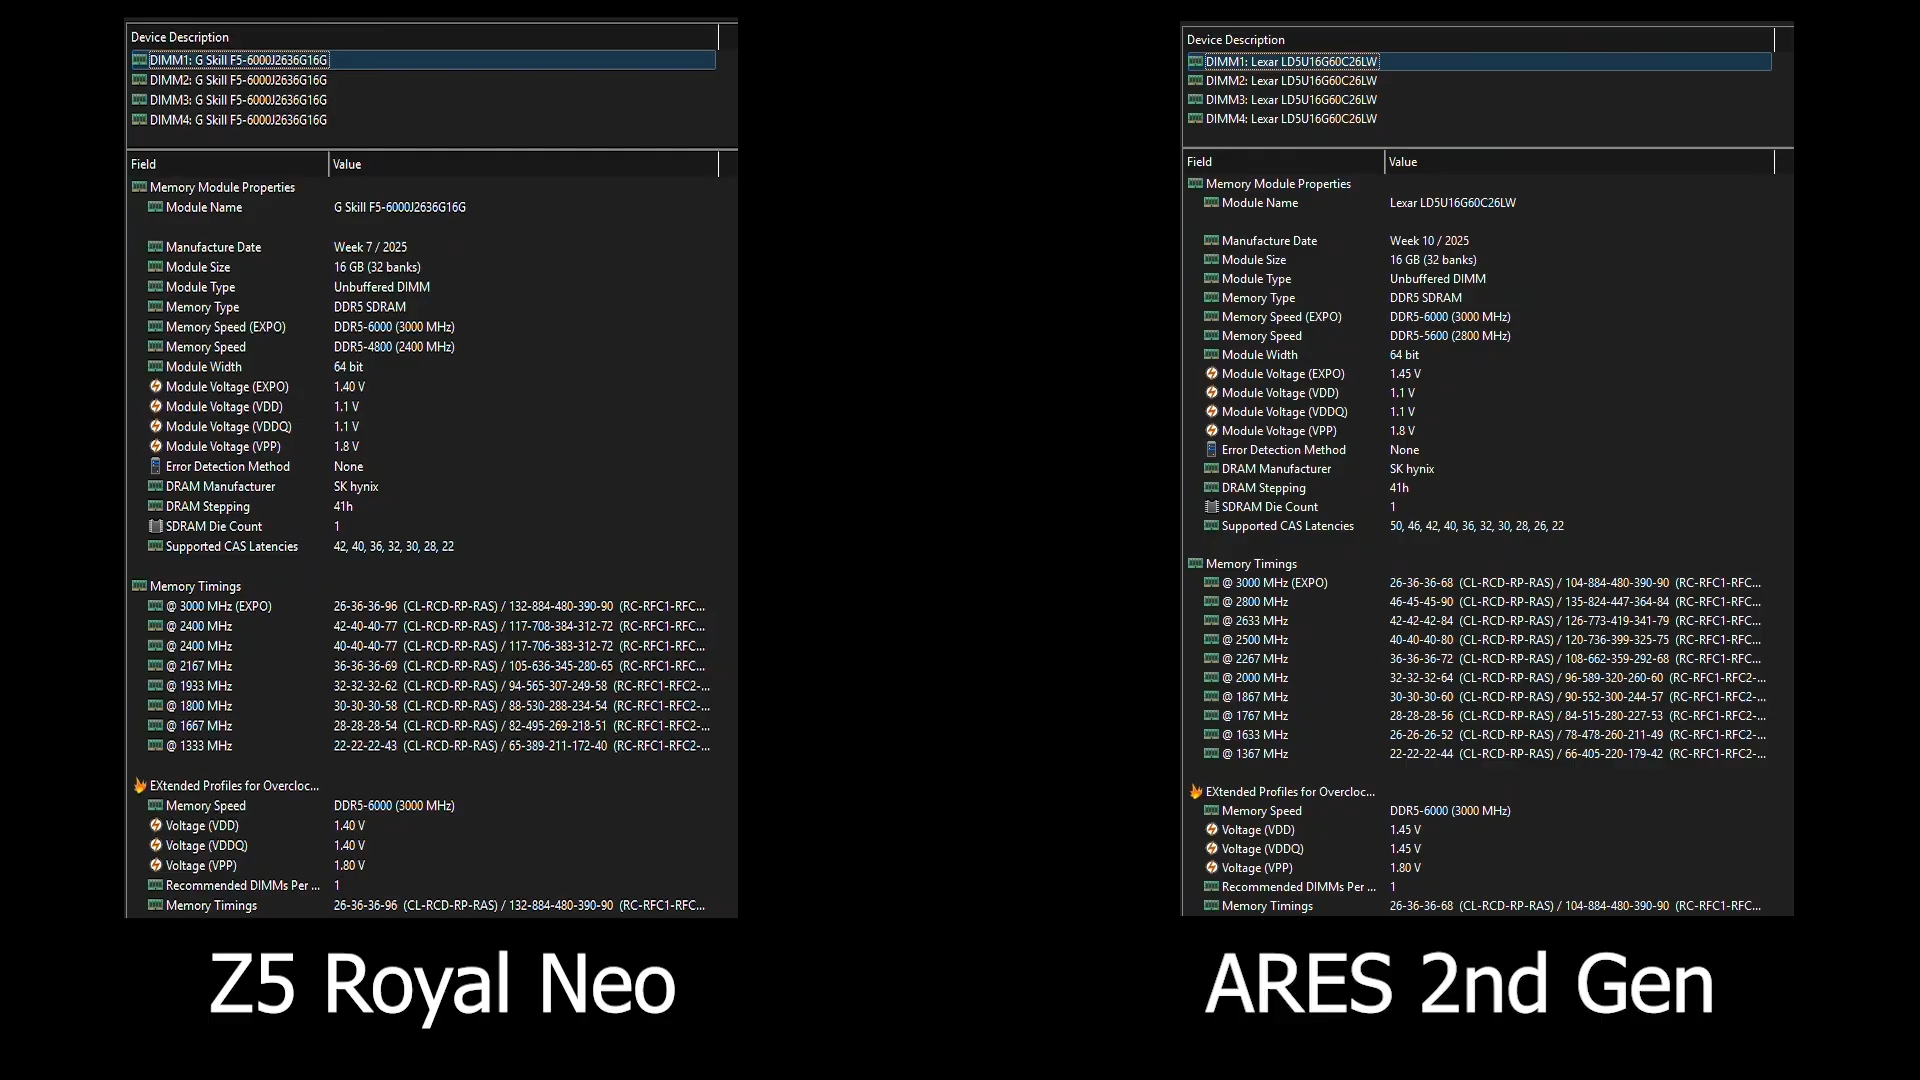 Device Description
DIMM1: G Skill F5-6000J2636G16G
DIMM2: G Skill F5-6000J2636G16G
DIMM3: G Skill F5-6000J2636G16G
DIMM4: G Skill F5-6000J2636G16G
Field Value
Memory Module Properties
Module Name G Skill F5-6000J2636G16G
Manufacture Date Week 7 / 2025
Module Size 16 GB (32 banks)
Module Type Unbuffered DIMM
Memory Type DDR5 SDRAM
Memory Speed (EXPO) DDR5-6000 (3000 MHz)
Memory Speed DDR5-4800 (2400 MHz)
Module Width 64 bit
Module Voltage (EXPO) 1.40 V
Module Voltage (VDD) 1.1 V
Module Voltage (VDDQ) 1.1 V
Module Voltage (VPP) 1.8 V
Error Detection Method None
DRAM Manufacturer SK hynix
DRAM Stepping 41h
SDRAM Die Count 1
Supported CAS Latencies 42, 40, 36, 32, 30, 28, 22
Memory Timings
@ 3000 MHz (EXPO) 26-36-36-96 (CL-RCD-RP-RAS) / 132-884-480-390-90 (RC-RFC1-RFC...
@ 2400 MHz 42-40-40-77 (CL-RCD-RP-RAS) / 117-708-384-312-72 (RC-RFC1-RFC...
@ 2400 MHz 40-40-40-77 (CL-RCD-RP-RAS) / 117-706-383-312-72 (RC-RFC1-RFC...
@ 2167 MHz 36-36-36-69 (CL-RCD-RP-RAS) / 105-636-345-280-65 (RC-RFC1-RFC...
@ 1933 MHz 32-32-32-62 (CL-RCD-RP-RAS) / 94-565-307-249-58 (RC-RFC1-RFC2-...
@ 1800 MHz 30-30-30-58 (CL-RCD-RP-RAS) / 88-530-288-234-54 (RC-RFC1-RFC2-...
@ 1667 MHz 28-28-28-54 (CL-RCD-RP-RAS) / 82-495-269-218-51 (RC-RFC1-RFC2-...
@ 1333 MHz 22-22-22-43 (CL-RCD-RP-RAS) / 65-389-211-172-40 (RC-RFC1-RFC2-...
EXtended Profiles for Overcloc...
Memory Speed DDR5-6000 (3000 MHz)
Voltage (VDD) 1.40 V
Voltage (VDDQ) 1.40 V
Voltage (VPP) 1.80 V
Recommended DIMMs Per ... 1
Memory Timings 26-36-36-96 (CL-RCD-RP-RAS) / 132-884-480-390-90 (RC-RFC1-RFC...
Z5 Royal Neo
Device Description
DIMM1: Lexar LD5U16G60C26LW
DIMM2: Lexar LD5U16G60C26LW
DIMM3: Lexar LD5U16G60C26LW
DIMM4: Lexar LD5U16G60C26LW
Field Value
Memory Module Properties
Module Name Lexar LD5U16G60C26LW
Manufacture Date Week 10 / 2025
Module Size 16 GB (32 banks)
Module Type Unbuffered DIMM
Memory Type DDR5 SDRAM
Memory Speed (EXPO) DDR5-6000 (3000 MHz)
Memory Speed DDR5-5600 (2800 MHz)
Module Width 64 bit
Module Voltage (EXPO) 1.45 V
Module Voltage (VDD) 1.1 V
Module Voltage (VDDQ) 1.1 V
Module Voltage (VPP) 1.8 V
Error Detection Method None
DRAM Manufacturer SK hynix
DRAM Stepping 41h
SDRAM Die Count 1
Supported CAS Latencies 50, 46, 42, 40, 36, 32, 30, 28, 26, 22
Memory Timings
@ 3000 MHz (EXPO) 26-36-36-68 (CL-RCD-RP-RAS) / 104-884-480-390-90 (RC-RFC1-RFC...
@ 2800 MHz 46-45-45-90 (CL-RCD-RP-RAS) / 135-824-447-364-84 (RC-RFC1-RFC...
@ 2633 MHz 42-42-42-84 (CL-RCD-RP-RAS) / 126-773-419-341-79 (RC-RFC1-RFC...
@ 2500 MHz 40-40-40-80 (CL-RCD-RP-RAS) / 120-736-399-325-75 (RC-RFC1-RFC...
@ 2267 MHz 36-36-36-72 (CL-RCD-RP-RAS) / 108-662-359-292-68 (RC-RFC1-RFC...
@ 2000 MHz 32-32-32-64 (CL-RCD-RP-RAS) / 96-589-320-260-60 (RC-RFC1-RFC2-...
@ 1867 MHz 30-30-30-60 (CL-RCD-RP-RAS) / 90-552-300-244-57 (RC-RFC1-RFC2-...
@ 1767 MHz 28-28-28-56 (CL-RCD-RP-RAS) / 84-515-280-227-53 (RC-RFC1-RFC2-...
@ 1633 MHz 26-26-26-52 (CL-RCD-RP-RAS) / 78-478-260-211-49 (RC-RFC1-RFC2-...
@ 1367 MHz 22-22-22-44 (CL-RCD-RP-RAS) / 66-405-220-179-42 (RC-RFC1-RFC2-...
EXtended Profiles for Overcloc...
Memory Speed DDR5-6000 (3000 MHz)
Voltage (VDD) 1.45 V
Voltage (VDDQ) 1.45 V
Voltage (VPP) 1.80 V
Recommended DIMMs Per ... 1
Memory Timings 26-36-36-68 (CL-RCD-RP-RAS) / 104-884-480-390-90 (RC-RFC1-RFC...
ARES 2nd Gen